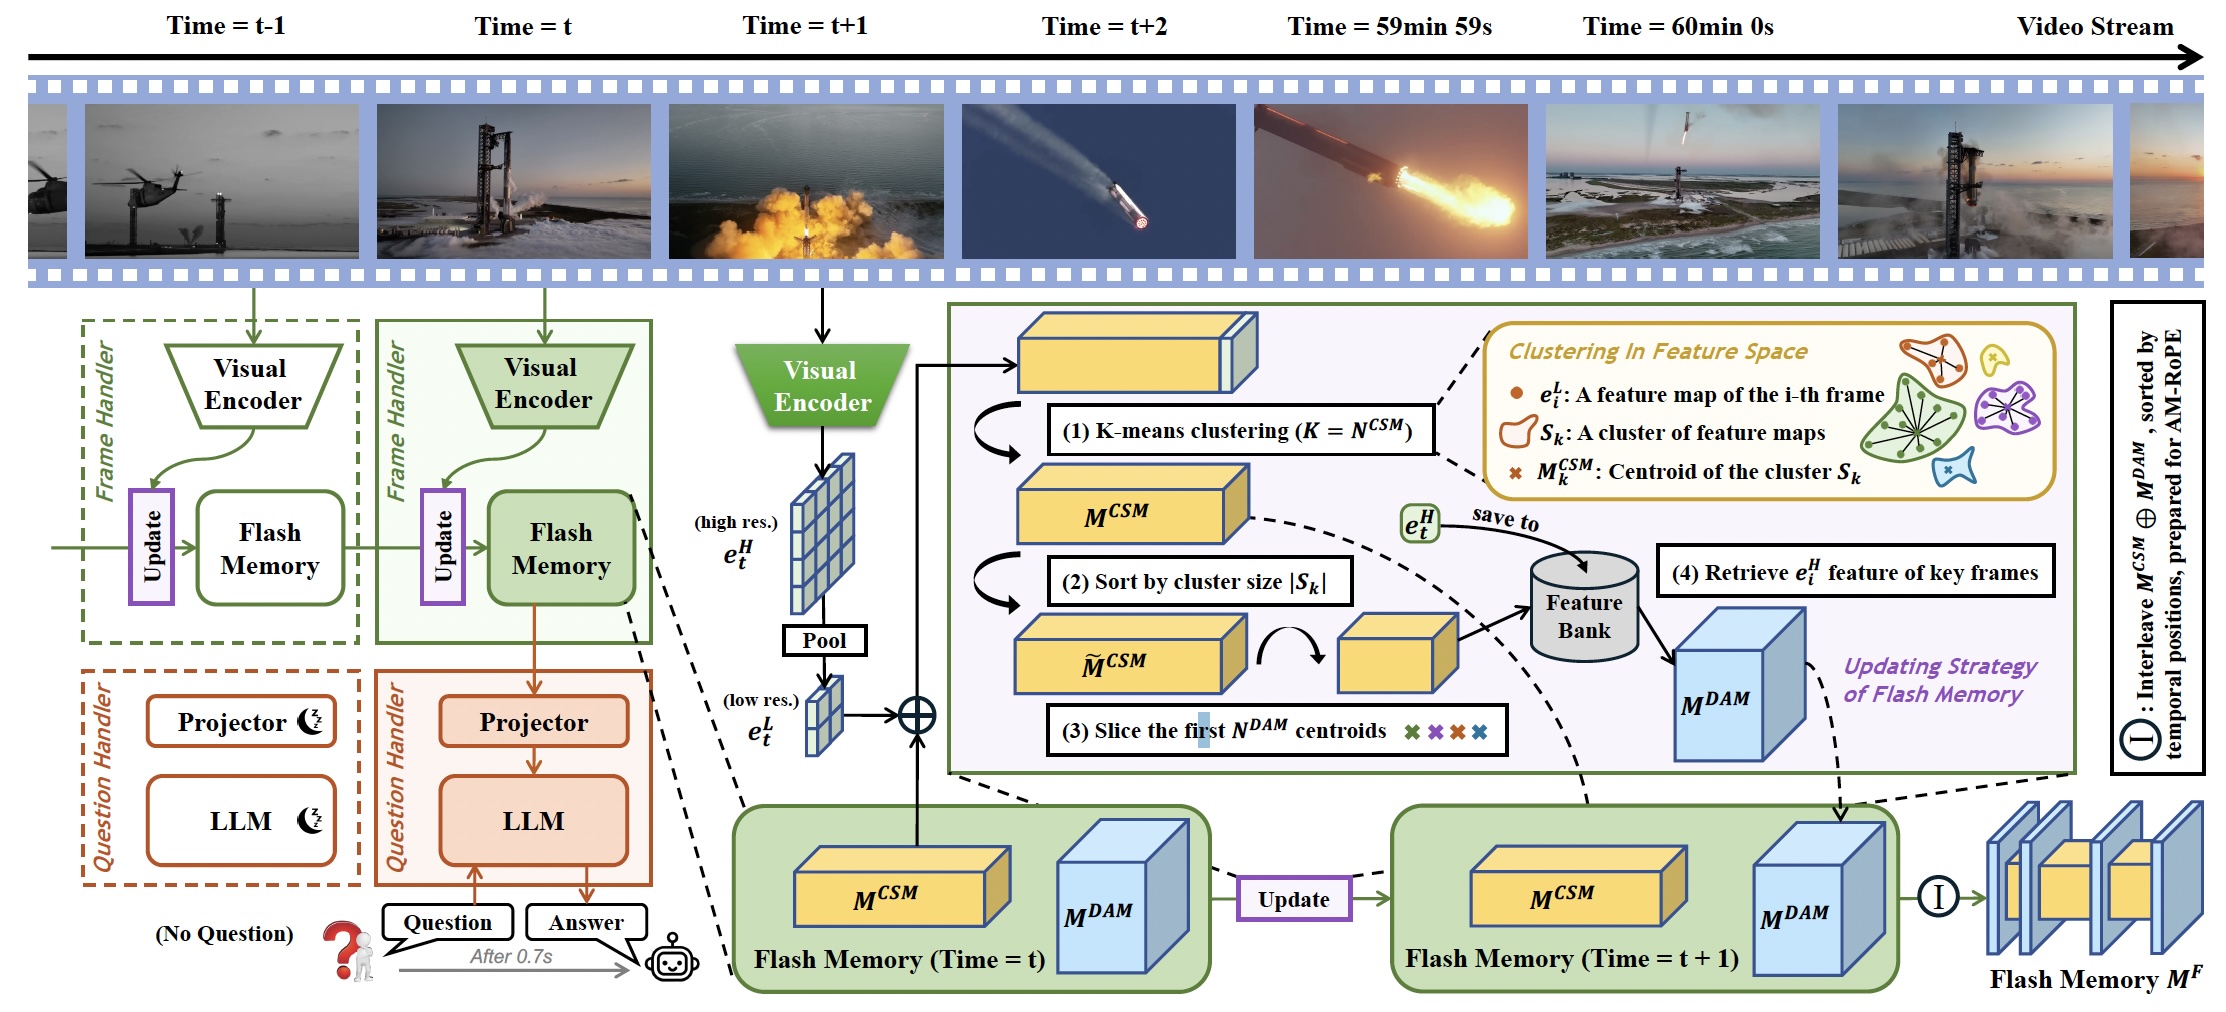 Time = t-1
Time = t
Time = t+1
Time = t+2
Time = 59min 59s
Time = 60min 0s
Video Stream
Frame Handler
Visual
Encoder
Update
Flash
Memory
Frame Handler
Visual
Encoder
Update
Flash
Memory
Question Handler
Projector
LLM
(No Question)
Question Handler
Projector
LLM
Question
Answer
After 0.7s
Visual
Encoder
(high res.)
e_t^H
Pool
(low res.)
e_t^L
(1) K-means clustering (K = N^{CSM})
M^{CSM}
(2) Sort by cluster size |S_k|
M̃^{CSM}
(3) Slice the first N^{DAM} centroids
Clustering In Feature Space
e_i^L: A feature map of the i-th frame
S_k: A cluster of feature maps
M_k^{CSM}: Centroid of the cluster S_k
e_t^H
save to
Feature
Bank
(4) Retrieve e_i^H feature of key frames
M^{DAM}
Updating Strategy
of Flash Memory
I : Interleave M^{CSM} ⊕ M^{DAM}, sorted by
temporal positions, prepared for AM-RoPE
M^{CSM}
M^{DAM}
Flash Memory (Time = t)
Update
M^{CSM}
M^{DAM}
Flash Memory (Time = t + 1)
I
Flash Memory M^F